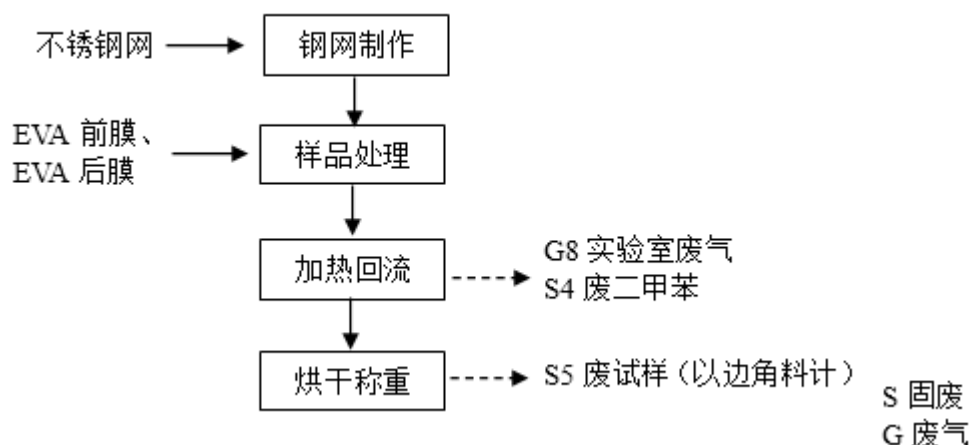 不锈钢网
钢网制作
EVA 前膜、
EVA 后膜
样品处理
加热回流
G8 实验室废气
S4 废二甲苯
烘干称重
S5 废试样（以边角料计）
S 固废
G 废气